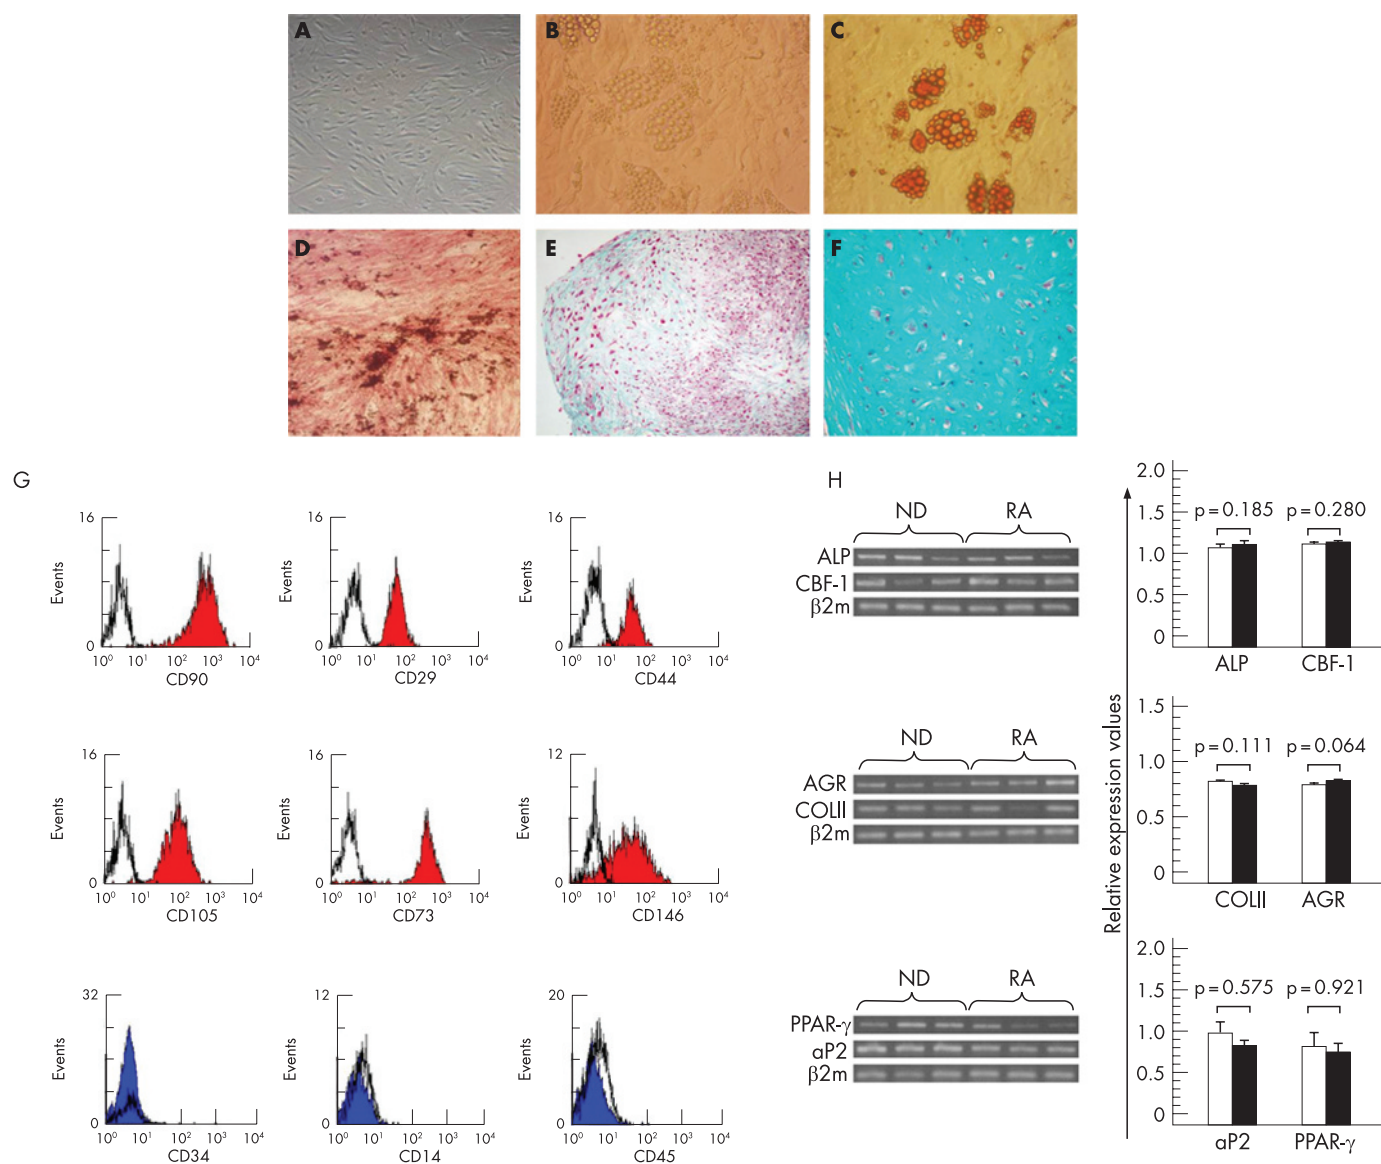 A
B
C
D
E
F
G
16
Events
0
10⁰ 10¹ 10² 10³ 10⁴
CD90
16
Events
0
10⁰ 10¹ 10² 10³ 10⁴
CD29
16
Events
0
10⁰ 10¹ 10² 10³ 10⁴
CD44
16
Events
0
10⁰ 10¹ 10² 10³ 10⁴
CD105
16
Events
0
10⁰ 10¹ 10² 10³ 10⁴
CD73
12
Events
0
10⁰ 10¹ 10² 10³ 10⁴
CD146
32
Events
0
10⁰ 10¹ 10² 10³ 10⁴
CD34
12
Events
0
10⁰ 10¹ 10² 10³ 10⁴
CD14
20
Events
0
10⁰ 10¹ 10² 10³ 10⁴
CD45
H
ND RA
ALP
CBF-1
β2m
ND RA
AGR
COLII
β2m
ND RA
PPAR-γ
aP2
β2m
Relative expression values
2.0
1.5
1.0
0.5
0
p=0.185 p=0.280
ALP CBF-1
1.5
1.0
0.5
0
p=0.111 p=0.064
COLII AGR
2.0
1.5
1.0
0.5
0
p=0.575 p=0.921
aP2 PPAR-γ